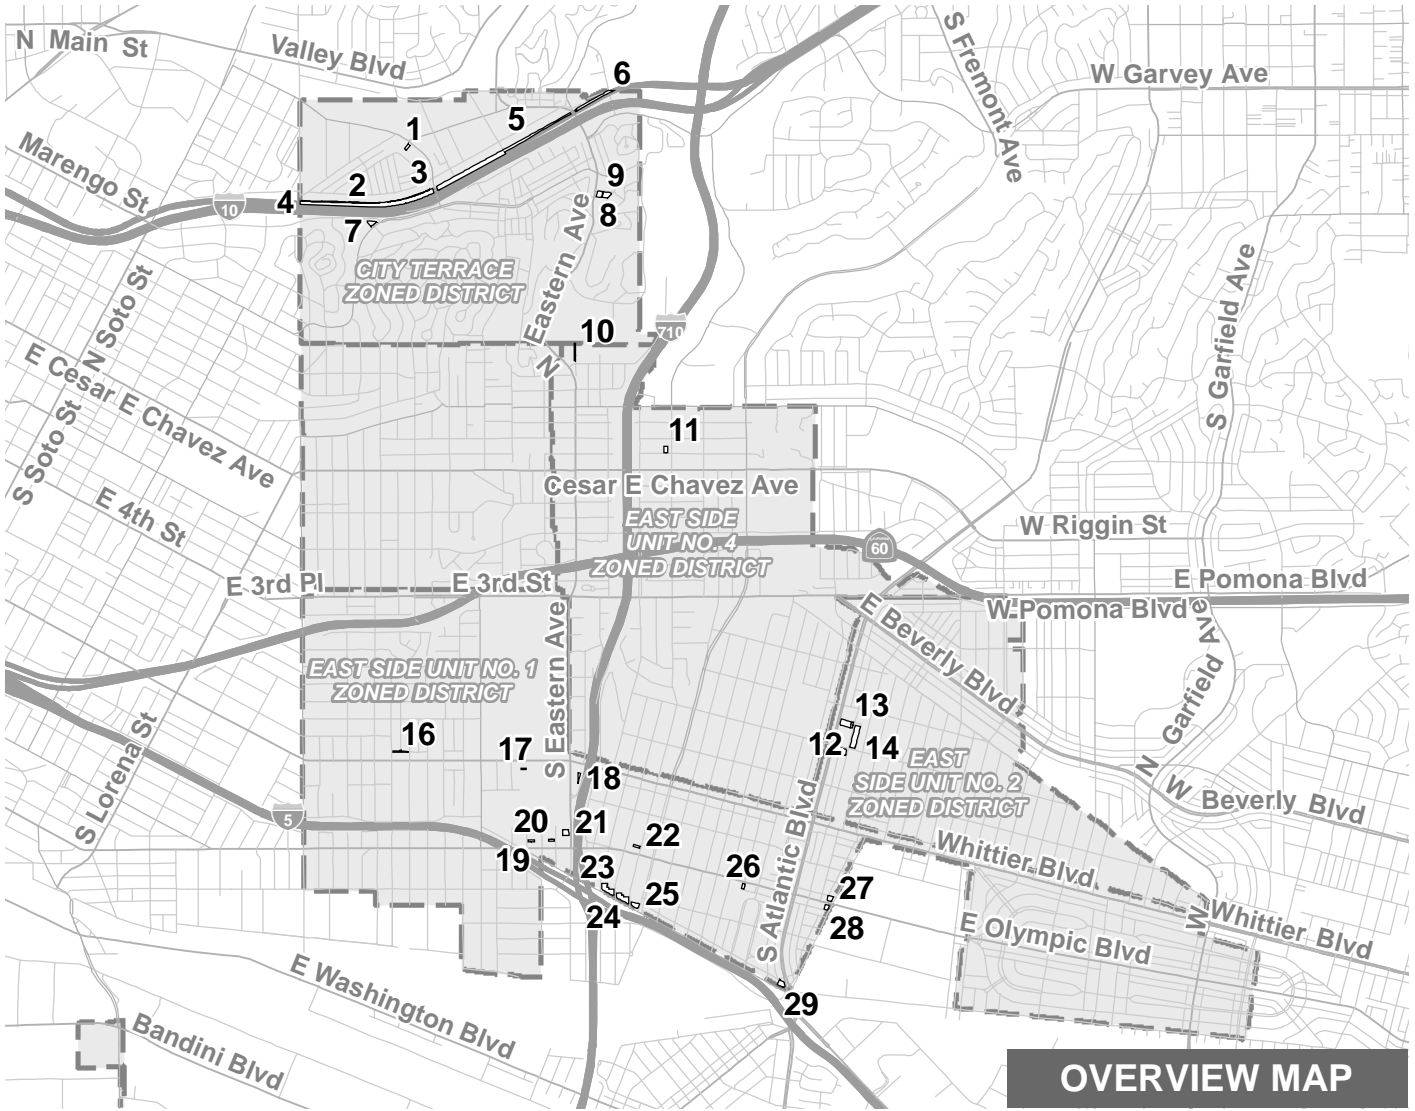 N Main St
Valley Blvd
S Fremont Ave
W Garvey Ave
6
5
1
3
2
4
9
8
7
Marengo St
10
CITY TERRACE
ZONED DISTRICT
N Eastern Ave
N Soto St
S Garfield Ave
710
10
E Cesar E Chavez Ave
S Soto St
11
Cesar E Chavez Ave
E 4th St
EAST SIDE
UNIT NO. 4
ZONED DISTRICT
W Riggin St
60
E 3rd Pl
E 3rd St
E Pomona Blvd
W Pomona Blvd
E Beverly Blvd
N Garfield Ave
EAST SIDE UNIT NO. 1
ZONED DISTRICT
S Eastern Ave
13
12
14
16
17
18
EAST
SIDE UNIT NO. 2
ZONED DISTRICT
S Lorena St
5
W Beverly Blvd
20
21
22
19
23
25
24
26
27
28
S Atlantic Blvd
Whittier Blvd
W Whittier Blvd
E Olympic Blvd
29
E Washington Blvd
Bandini Blvd
OVERVIEW MAP